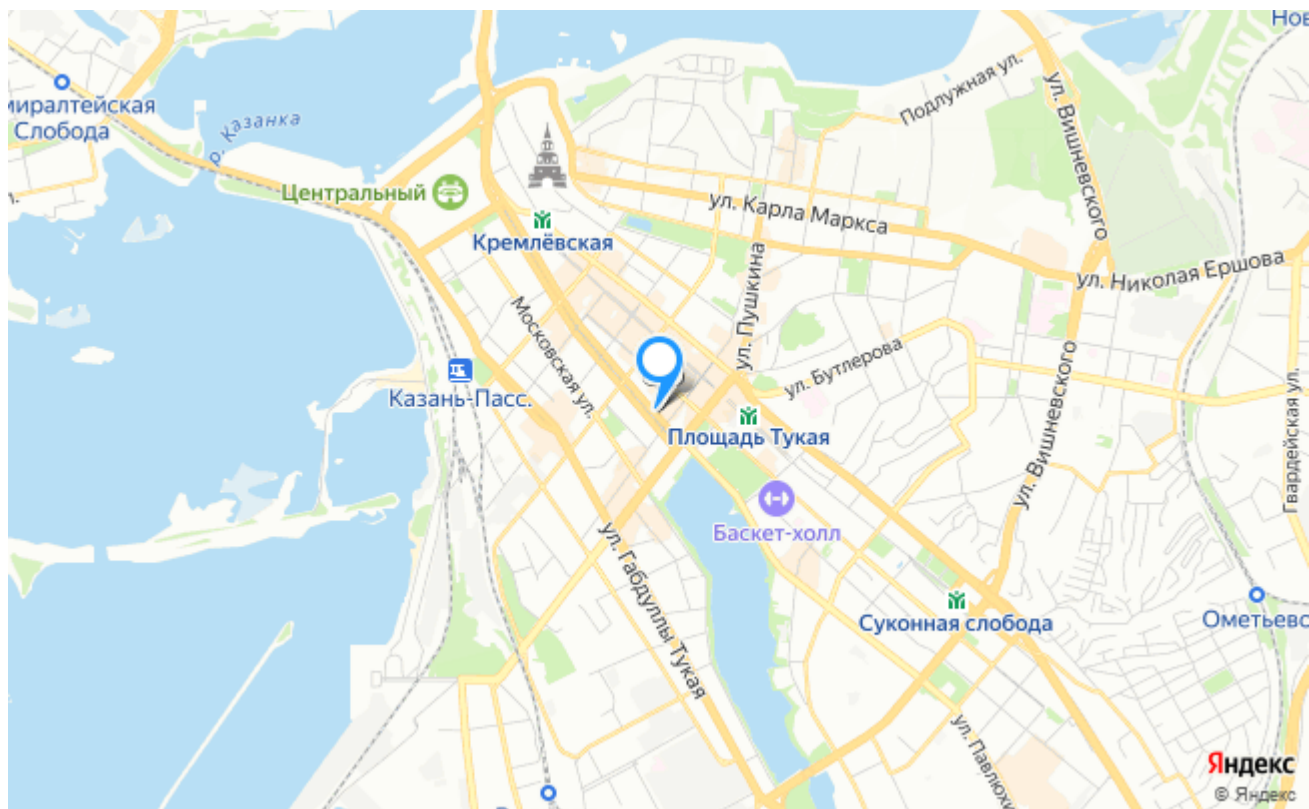 Нов
Подлужная ул.
ул. Вишневского
миралтейская
Слобода
р. Казанка
Центральный
ул. Карла Маркса
Кремлёвская
ул. Николая Ершова
Московская ул.
ул. Пушкина
ул. Бутлерова
Казань-Пасс.
Площадь Тукая
ул. Вишневского
Гвардейская ул.
Баскет-холл
ул. Габдуллы Тукая
Суконная слобода
Ометьевс
ул. Павлюхи
Яндекс
© Яндекс